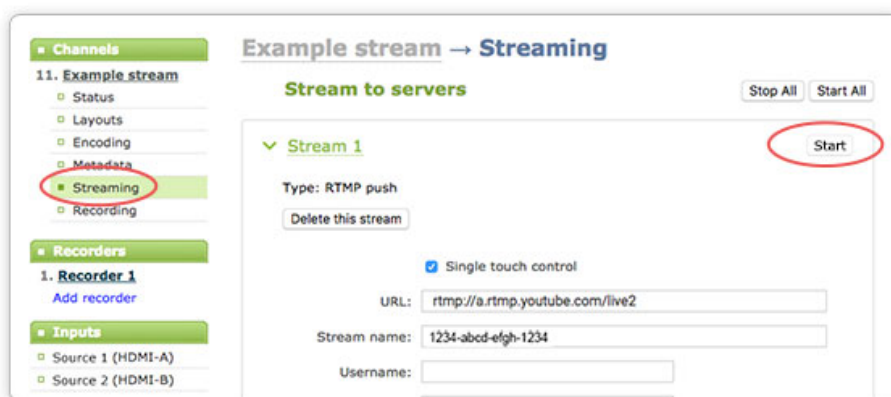 Channels
11. Example stream
Status
Layouts
Encoding
Metadata
Streaming
Recording
Recorders
1. Recorder 1
Add recorder
Inputs
Source 1 (HDMI-A)
Source 2 (HDMI-B)
Example stream → Streaming
Stream to servers
Stop All Start All
Stream 1 Start
Type: RTMP push
Delete this stream
Single touch control
URL: rtmp://a.rtmp.youtube.com/live2
Stream name: 1234-abcd-efgh-1234
Username: